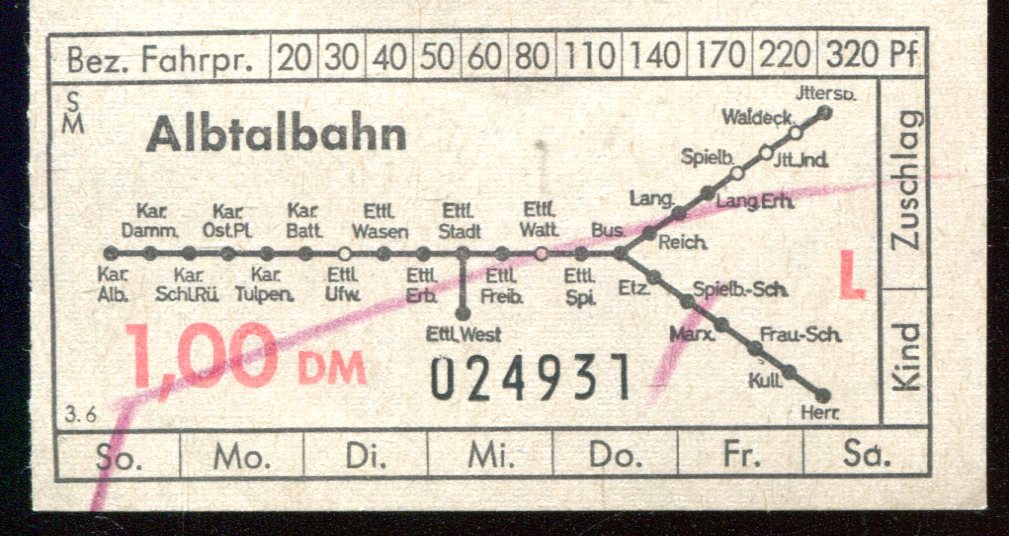 Bez. Fahrpr. 20 30 40 50 60 80 110 140 170 220 320 Pf
S
M
Albtalbahn
Jttersb.
Waldeck.
Jtt.Jnd.
Spielb.
Lang.Erh.
Lang.
Reich.
Kar. Damm.
Kar. Ost.Pl.
Kar. Batt.
Ettl. Wasen
Ettl. Stadt
Ettl. Watt.
Bus.
Kar. Alb.
Kar. Schl.Rü.
Kar. Tulpen.
Ettl. Ufw.
Ettl. Erb.
Ettl. Freib.
Ettl. Spi.
Etz.
Spielb.-Sch.
Ettl.West
Marx.
Frau-Sch.
Kull.
Herr.
Zuschlag
L
Kind
1,00 DM
024931
3.6
So. Mo. Di. Mi. Do. Fr. Sa.